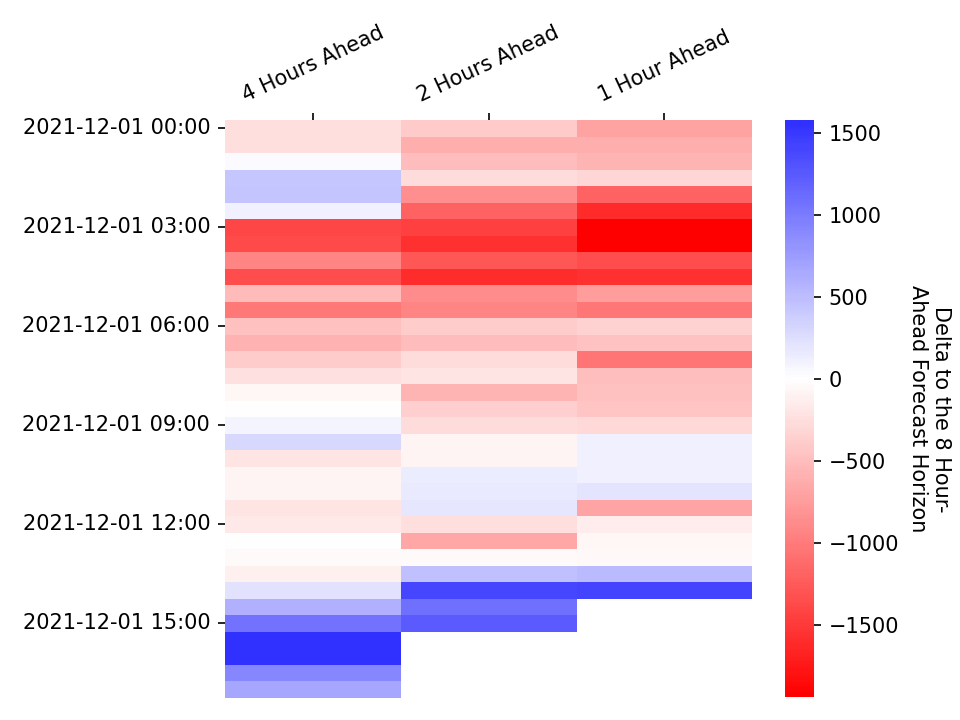 4 Hours Ahead
2 Hours Ahead
1 Hour Ahead
2021-12-01 00:00
2021-12-01 03:00
2021-12-01 06:00
2021-12-01 09:00
2021-12-01 12:00
2021-12-01 15:00
1500
1000
500
0
−500
−1000
−1500
Delta to the 8 Hour-
Ahead Forecast Horizon